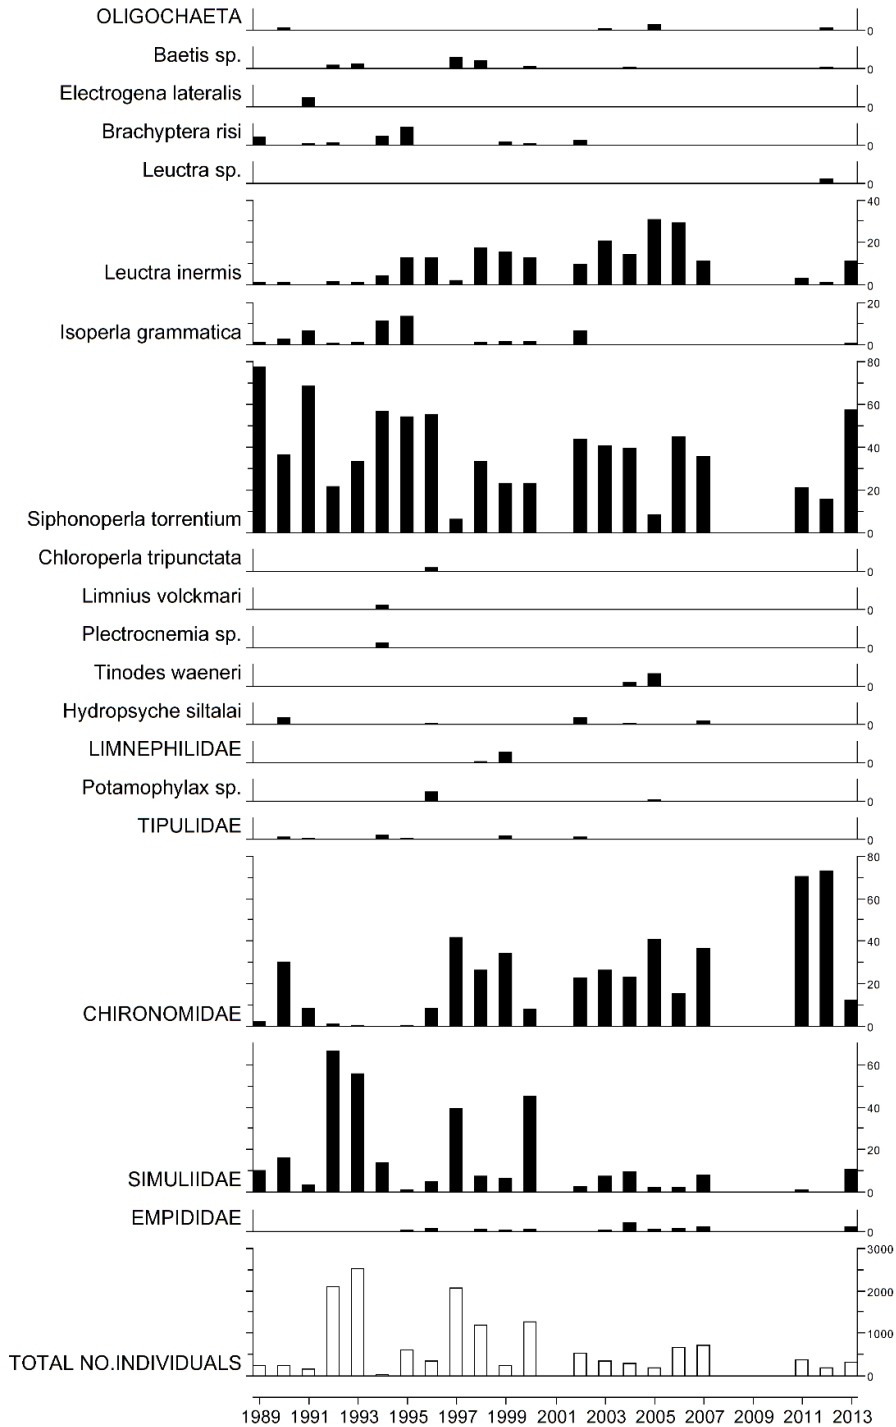 OLIGOCHAETA 0
Baetis sp. 0
Electrogena lateralis 0
Brachyptera risi 0
Leuctra sp. 0
40
20
Leuctra inermis 0
20
Isoperla grammatica 0
80
60
40
20
Siphonoperla torrentium 0
Chloroperla tripunctata 0
Limnius volckmari 0
Plectrocnemia sp. 0
Tinodes waeneri 0
Hydropsyche siltalai 0
LIMNEPHILIDAE 0
Potamophylax sp. 0
TIPULIDAE 0
80
60
40
20
CHIRONOMIDAE 0
60
40
20
SIMULIIDAE 0
EMPIDIDAE 0
3000
2000
1000
TOTAL NO.INDIVIDUALS 0
1989 1991 1993 1995 1997 1999 2001 2003 2005 2007 2009 2011 2013